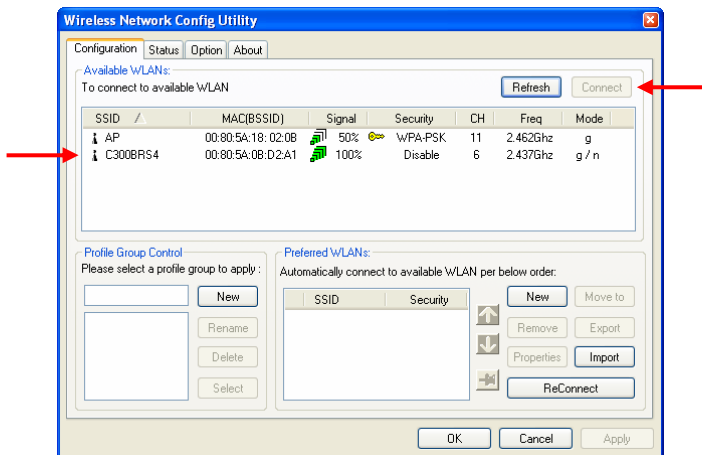 Wireless Network Config Utility
Configuration Status Option About
Available WLANs:
To connect to available WLAN Refresh Connect
SSID MAC(BSSID) Signal Security CH Freq Mode
AP 00:80:5A:18: 02:0B 50% WPA-PSK 11 2.462Ghz g
C300BRS4 00:80:5A:0B:D2:A1 100% Disable 6 2.437Ghz g / n
Profile Group Control
Please select a profile group to apply :
New
Rename
Delete
Select
Preferred WLANs:
Automatically connect to available WLAN per below order:
SSID Security
New Move to
Remove Export
Properties Import
ReConnect
OK Cancel Apply